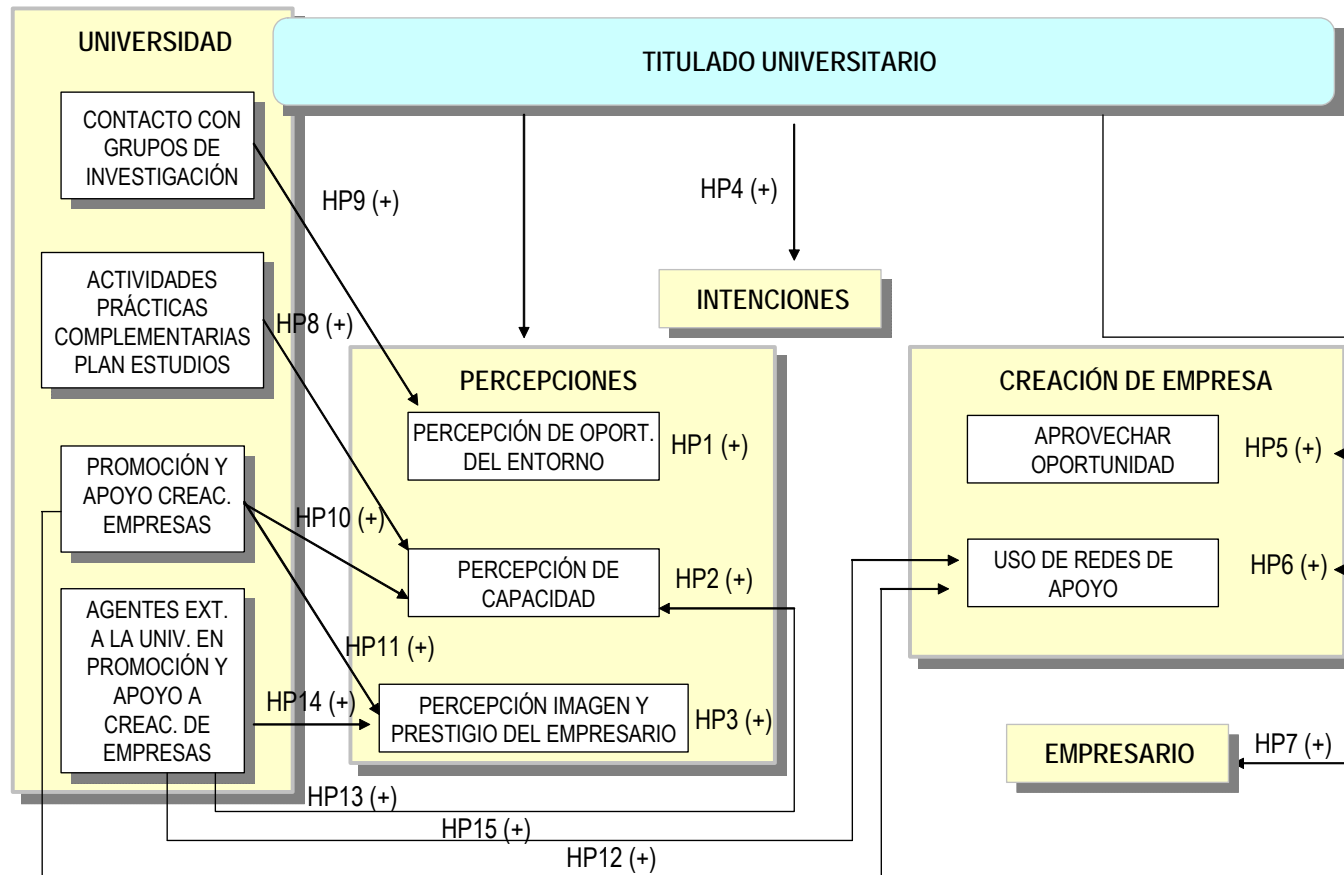 UNIVERSIDAD
TITULADO UNIVERSITARIO
CONTACTO CON
GRUPOS DE
INVESTIGACIÓN
HP9 (+)
HP4 (+)
ACTIVIDADES
PRÁCTICAS
COMPLEMENTARIAS
PLAN ESTUDIOS
HP8 (+)
INTENCIONES
PERCEPCIONES
PERCEPCIÓN DE OPORT.
DEL ENTORNO
HP1 (+)
CREACIÓN DE EMPRESA
APROVECHAR
OPORTUNIDAD
HP5 (+)
PROMOCIÓN Y
APOYO CREAC.
EMPRESAS
HP10 (+)
PERCEPCIÓN DE
CAPACIDAD
HP2 (+)
USO DE REDES DE
APOYO
HP6 (+)
AGENTES EXT.
A LA UNIV. EN
PROMOCIÓN Y
APOYO A
CREAC. DE
EMPRESAS
HP11 (+)
HP14 (+)
PERCEPCIÓN IMAGEN Y
PRESTIGIO DEL EMPRESARIO
HP3 (+)
EMPRESARIO
HP7 (+)
HP13 (+)
HP15 (+)
HP12 (+)